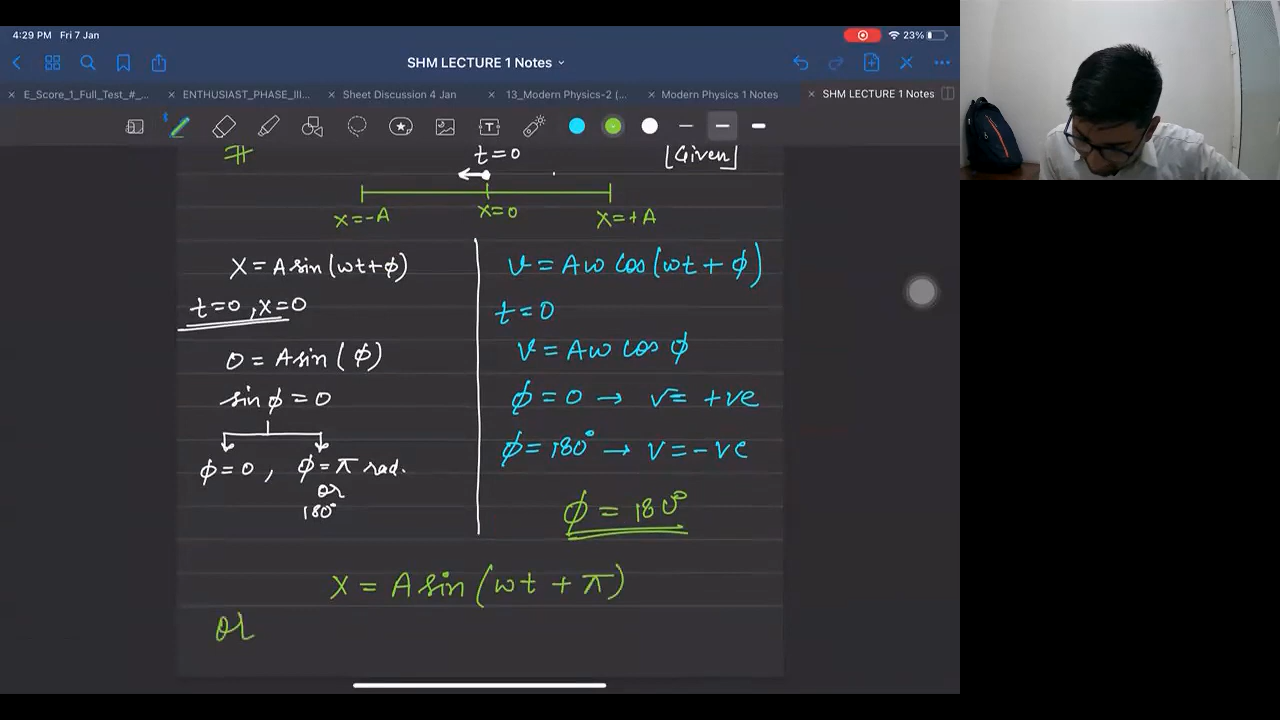 4:29 PM Fri 7 Jan
23%
SHM LECTURE 1 Notes
E_Score_1_Full_Test_#_...
ENTHUSIAST_PHASE_III...
Sheet Discussion 4 Jan
13_Modern Physics-2 (...
Modern Physics 1 Notes
SHM LECTURE 1 Notes
t=0
[Given]
x=-A
x=0
x=+A
x = A sin(ωt+ϕ)
t=0, x=0
0 = A sin(ϕ)
sin ϕ = 0
ϕ=0, ϕ=π rad.
or
180°
v = Aω cos(ωt + ϕ)
t=0
v = Aω cos ϕ
ϕ = 0 → v= +ve
ϕ = 180° → v = -ve
ϕ = 180°
x = A sin(ωt + π)
or